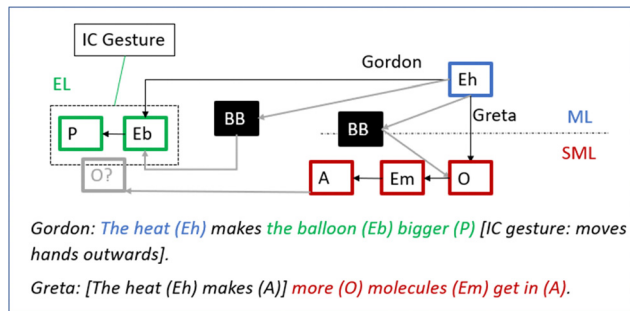 IC Gesture
Gordon
Eh
EL
BB
Greta
P
Eb
BB
ML
SML
O?
A
Em
O
Gordon: The heat (Eh) makes the balloon (Eb) bigger (P) [IC gesture: moves
hands outwards].
Greta: [The heat (Eh) makes (A)] more (O) molecules (Em) get in (A).